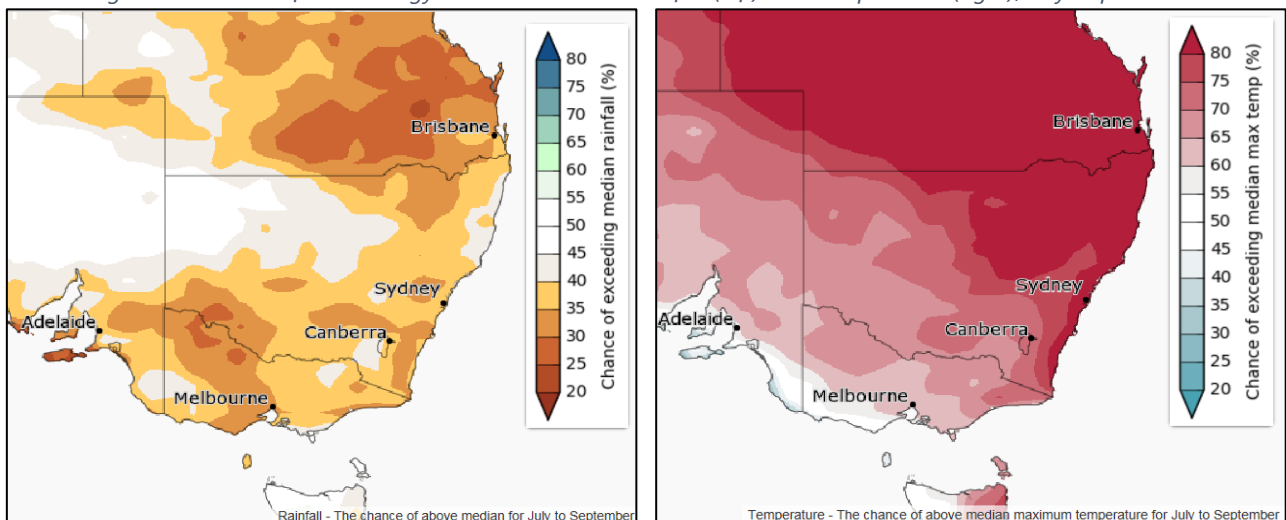 Brisbane
Sydney
Adelaide
Canberra
Melbourne
80
75
70
65
60
55
50
45
40
35
30
25
20
Chance of exceeding median rainfall (%)
Rainfall - The chance of above median for July to September
Brisbane
Sydney
Adelaide
Canberra
Melbourne
80
75
70
65
60
55
50
45
40
35
30
25
20
Chance of exceeding median max temp (%)
Temperature - The chance of above median maximum temperature for July to September